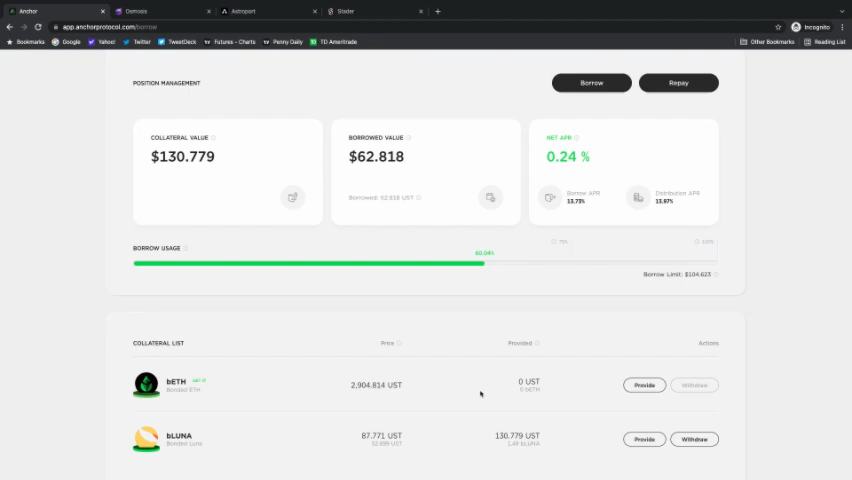 Anchor
Osmosis
Astroport
Stader
app.anchorprotocol.com/borrow
Incognito
Bookmarks
Google
Yahoo!
Twitter
TweetDeck
Futures - Charts
Penny Daily
TD Ameritrade
Other Bookmarks
Reading List
POSITION MANAGEMENT
Borrow
Repay
COLLATERAL VALUE
$130.779
BORROWED VALUE
$62.818
Borrowed: 62.818 UST
NET APR
0.24 %
Borrow APR
13.73%
Distribution APR
13.97%
BORROW USAGE
60.04%
75%
100%
Borrow Limit: $104.623
COLLATERAL LIST
Price
Provided
Actions
bETH
GET IT
Bonded ETH
2,904.814 UST
0 UST
0 bETH
Provide
Withdraw
bLUNA
Bonded Luna
87.771 UST
130.779 UST
1.49 bLUNA
Provide
Withdraw